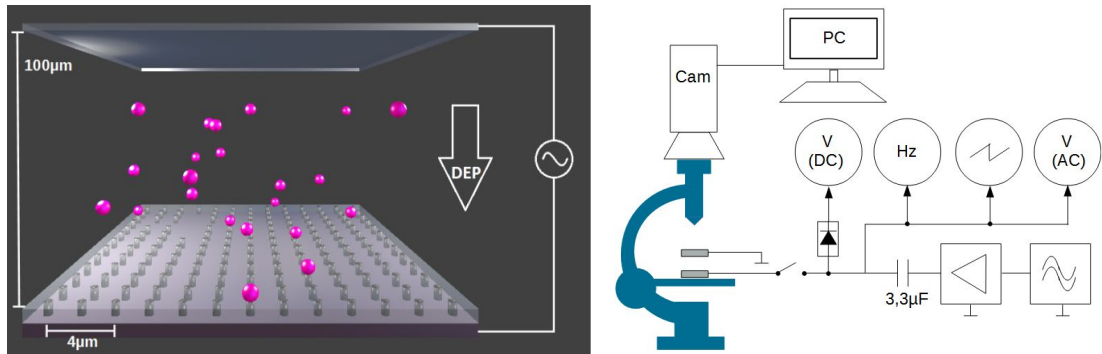 100µm
DEP
4µm
PC
Cam
V
(DC)
Hz
V
(AC)
3,3µF